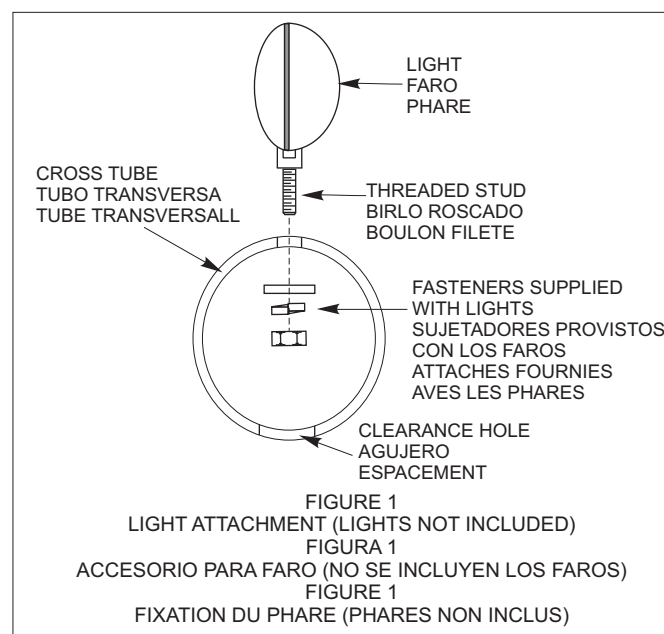 LIGHT
FARO
PHARE
CROSS TUBE
TUBO TRANSVERSA
TUBE TRANSVERSALL
THREADED STUD
BIRLO ROSCADO
BOULON FILETE
FASTENERS SUPPLIED
WITH LIGHTS
SUJETADORES PROVISTOS
CON LOS FAROS
ATTACHES FOURNIES
AVES LES PHARES
CLEARANCE HOLE
AGUJERO
ESPACEMENT
FIGURE 1
LIGHT ATTACHMENT (LIGHTS NOT INCLUDED)
FIGURA 1
ACCESORIO PARA FARO (NO SE INCLUYEN LOS FAROS)
FIGURE 1
FIXATION DU PHARE (PHARES NON INCLUS)